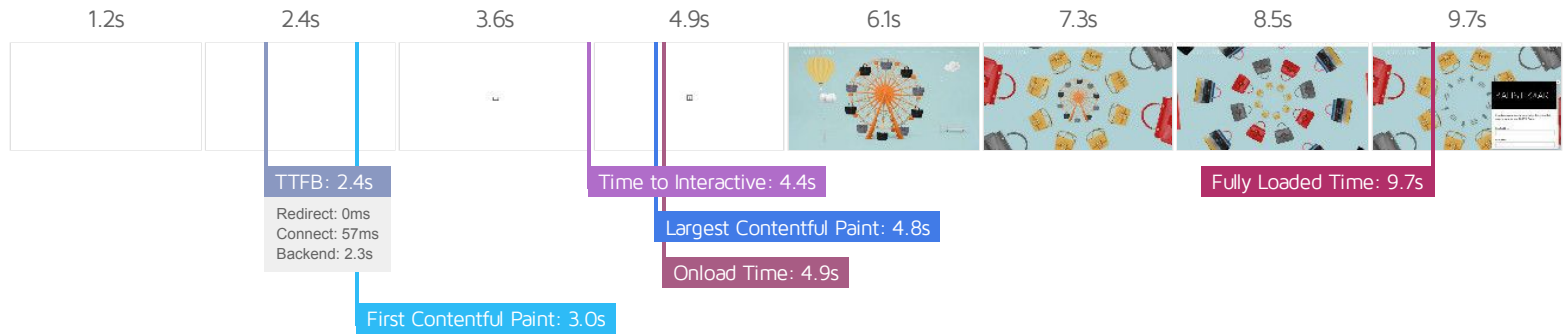 1.2s
2.4s
3.6s
4.9s
6.1s
7.3s
8.5s
9.7s
TTFB: 2.4s
Redirect: 0ms
Connect: 57ms
Backend: 2.3s
Time to Interactive: 4.4s
Fully Loaded Time: 9.7s
Largest Contentful Paint: 4.8s
Onload Time: 4.9s
First Contentful Paint: 3.0s